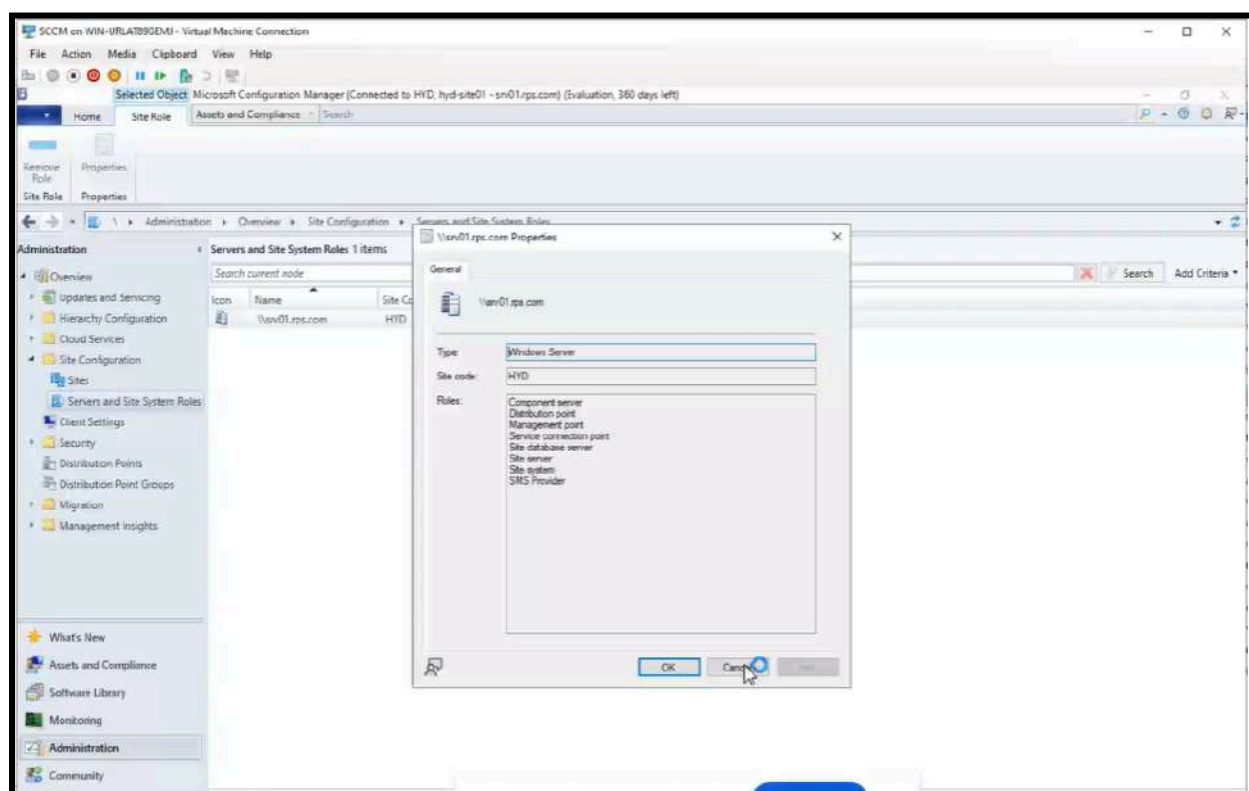 SCCM on WIN-URLAT890EMJ - Virtual Machine Connection
File Action Media Clipboard View Help
Selected Object Microsoft Configuration Manager (Connected to HYD, hyd-site01 - srv01.rps.com) (Evaluation, 360 days left)
Home Site Role Assets and Compliance Search
Remove Role
Properties
Site Role Properties
\ Administration Overview Site Configuration Servers and Site System Roles
Administration
Overview
Updates and Servicing
Hierarchy Configuration
Cloud Services
Site Configuration
Sites
Servers and Site System Roles
Client Settings
Security
Distribution Points
Distribution Point Groups
Migration
Management Insights
What's New
Assets and Compliance
Software Library
Monitoring
Administration
Community
Servers and Site System Roles 1 items
Search current node
Search Add Criteria
Icon Name Site Co
\\srv01.rps.com HYD
\\srv01.rps.com Properties
General
\\srv01.rps.com
Type: Windows Server
Site code: HYD
Roles:
Component server
Distribution point
Management point
Service connection point
Site database server
Site server
Site system
SMS Provider
OK Cancel